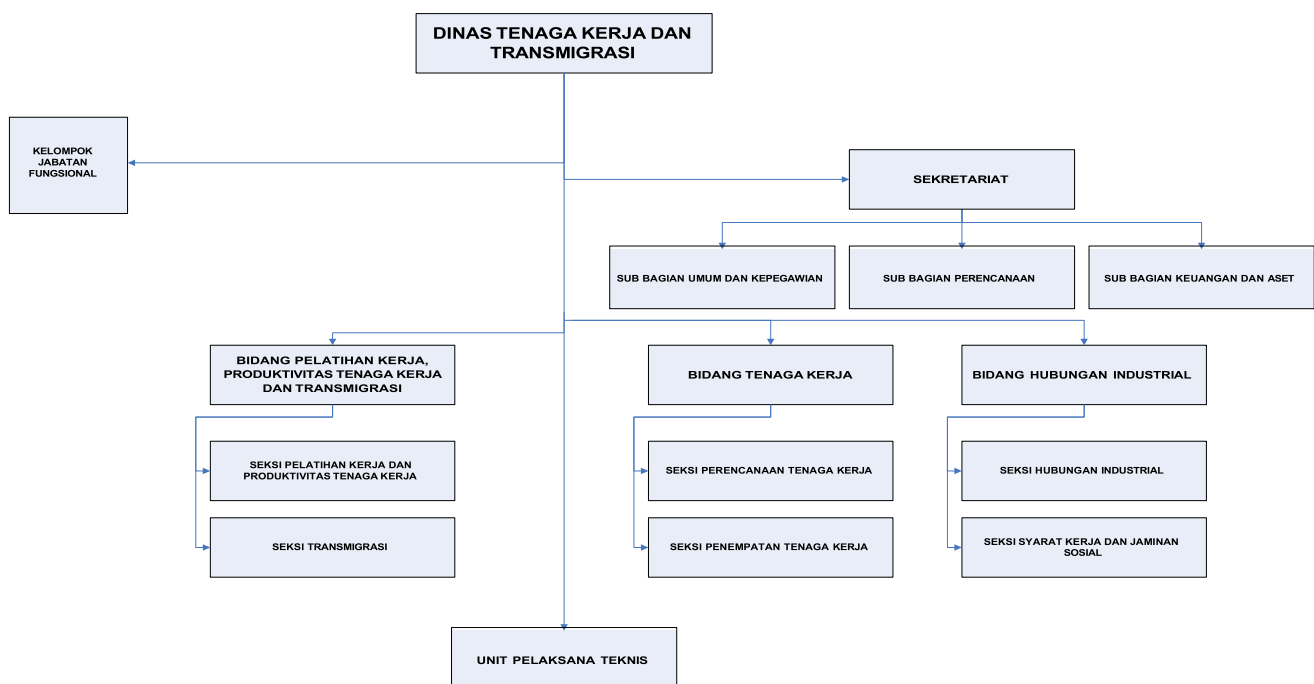 DINAS TENAGA KERJA DAN
TRANSMIGRASI
KELOMPOK
JABATAN
FUNGSIONAL
SEKRETARIAT
SUB BAGIAN UMUM DAN KEPEGAWIAN
SUB BAGIAN PERENCANAAN
SUB BAGIAN KEUANGAN DAN ASET
BIDANG PELATIHAN KERJA,
PRODUKTIVITAS TENAGA KERJA
DAN TRANSMIGRASI
BIDANG TENAGA KERJA
BIDANG HUBUNGAN INDUSTRIAL
SEKSI PELATIHAN KERJA DAN
PRODUKTIVITAS TENAGA KERJA
SEKSI PERENCANAAN TENAGA KERJA
SEKSI HUBUNGAN INDUSTRIAL
SEKSI TRANSMIGRASI
SEKSI PENEMPATAN TENAGA KERJA
SEKSI SYARAT KERJA DAN JAMINAN
SOSIAL
UNIT PELAKSANA TEKNIS